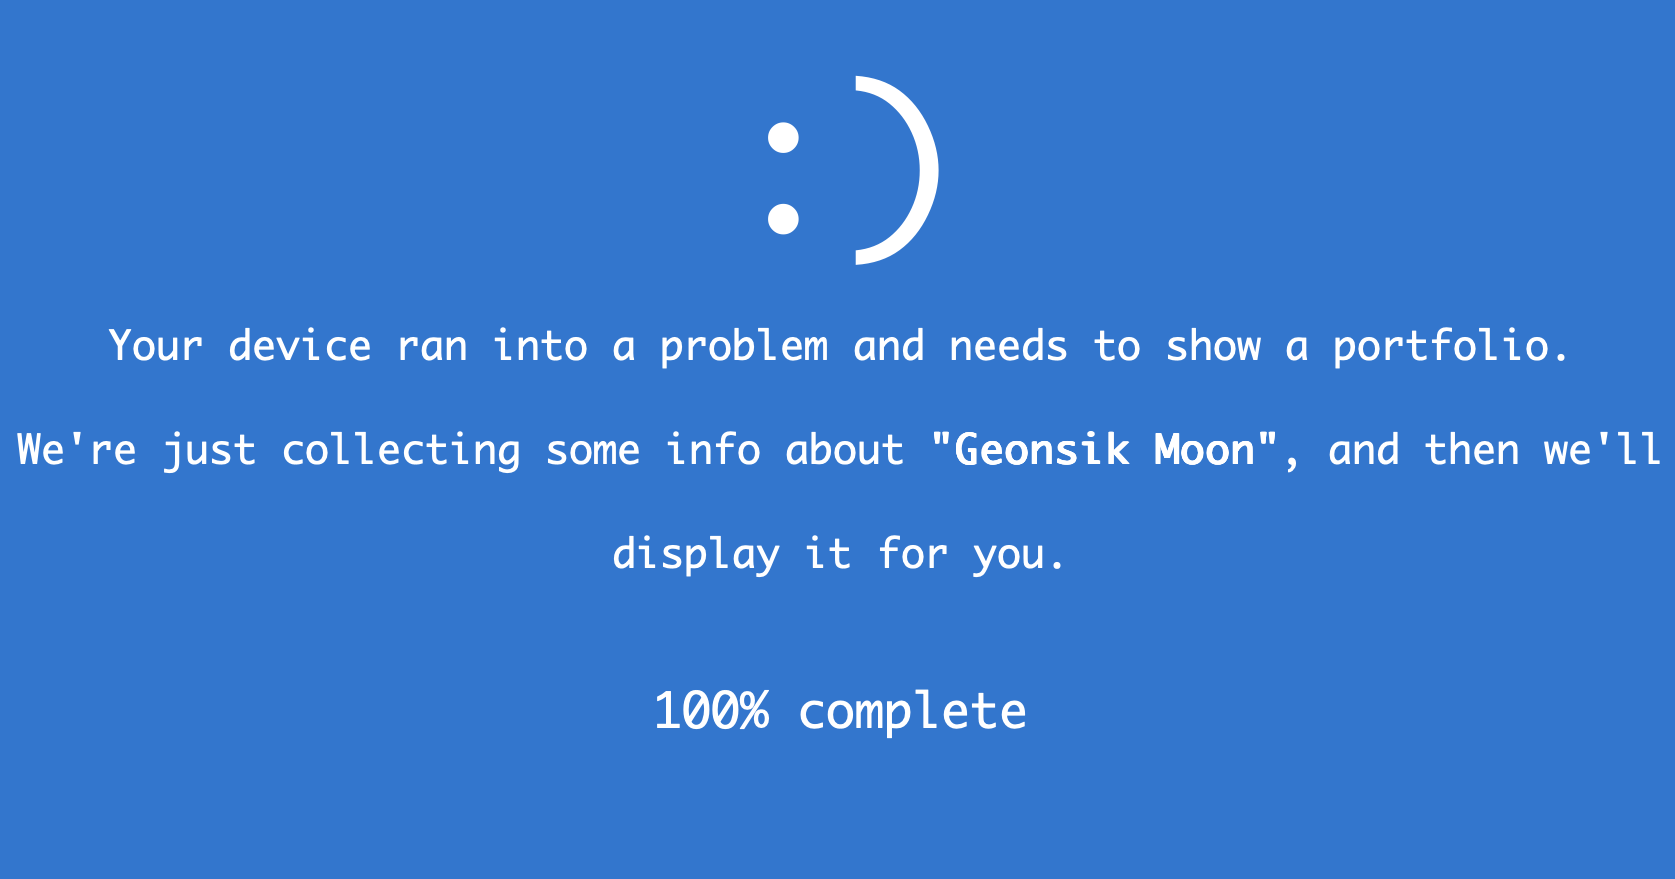 :)
Your device ran into a problem and needs to show a portfolio.
We're just collecting some info about "Geonsik Moon", and then we'll
display it for you.
100% complete